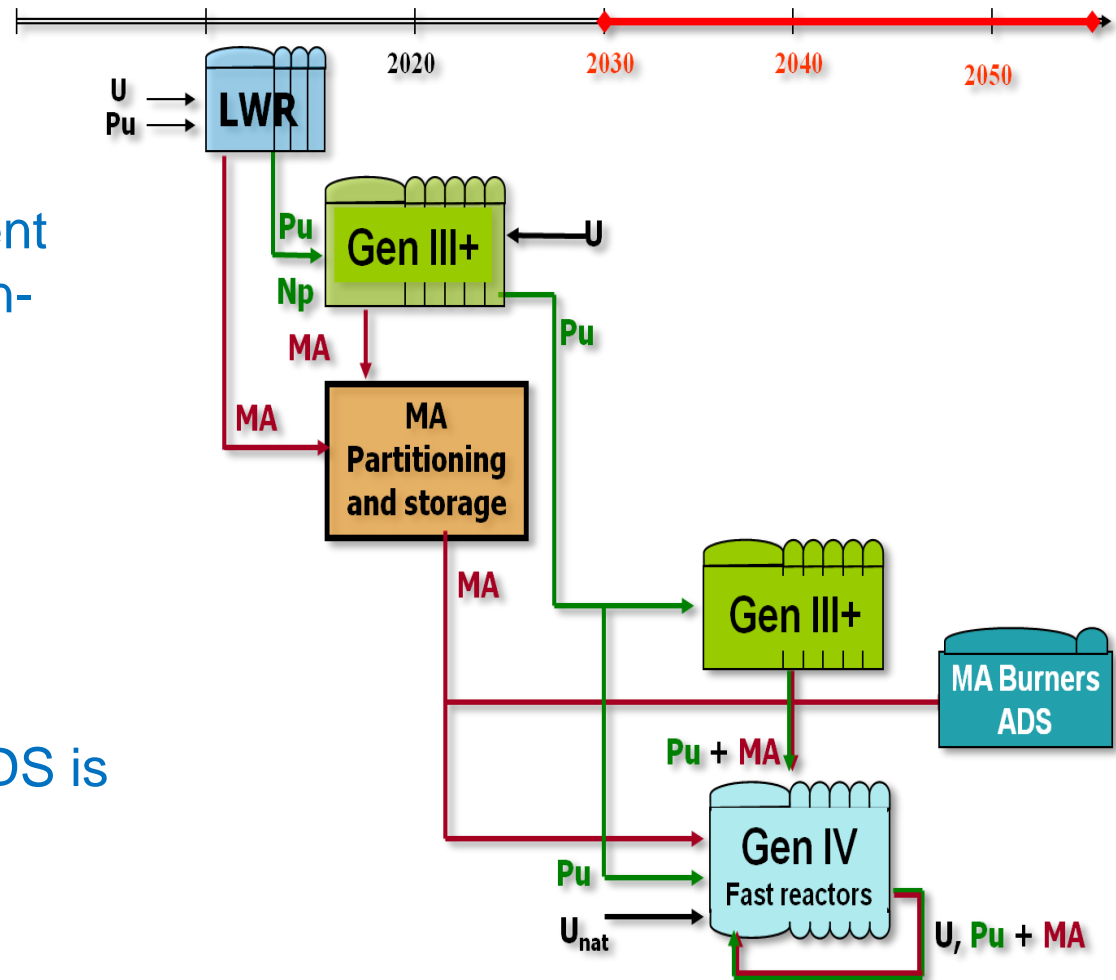 2020
2030
2040
2050
U
Pu
LWR
ent
n-
Pu
Np
Gen III+
U
MA
Pu
MA
MA
Partitioning
and storage
MA
Gen III+
MA Burners
ADS
DS is
Pu + MA
Gen IV
Fast reactors
Pu
Unat
U, Pu + MA